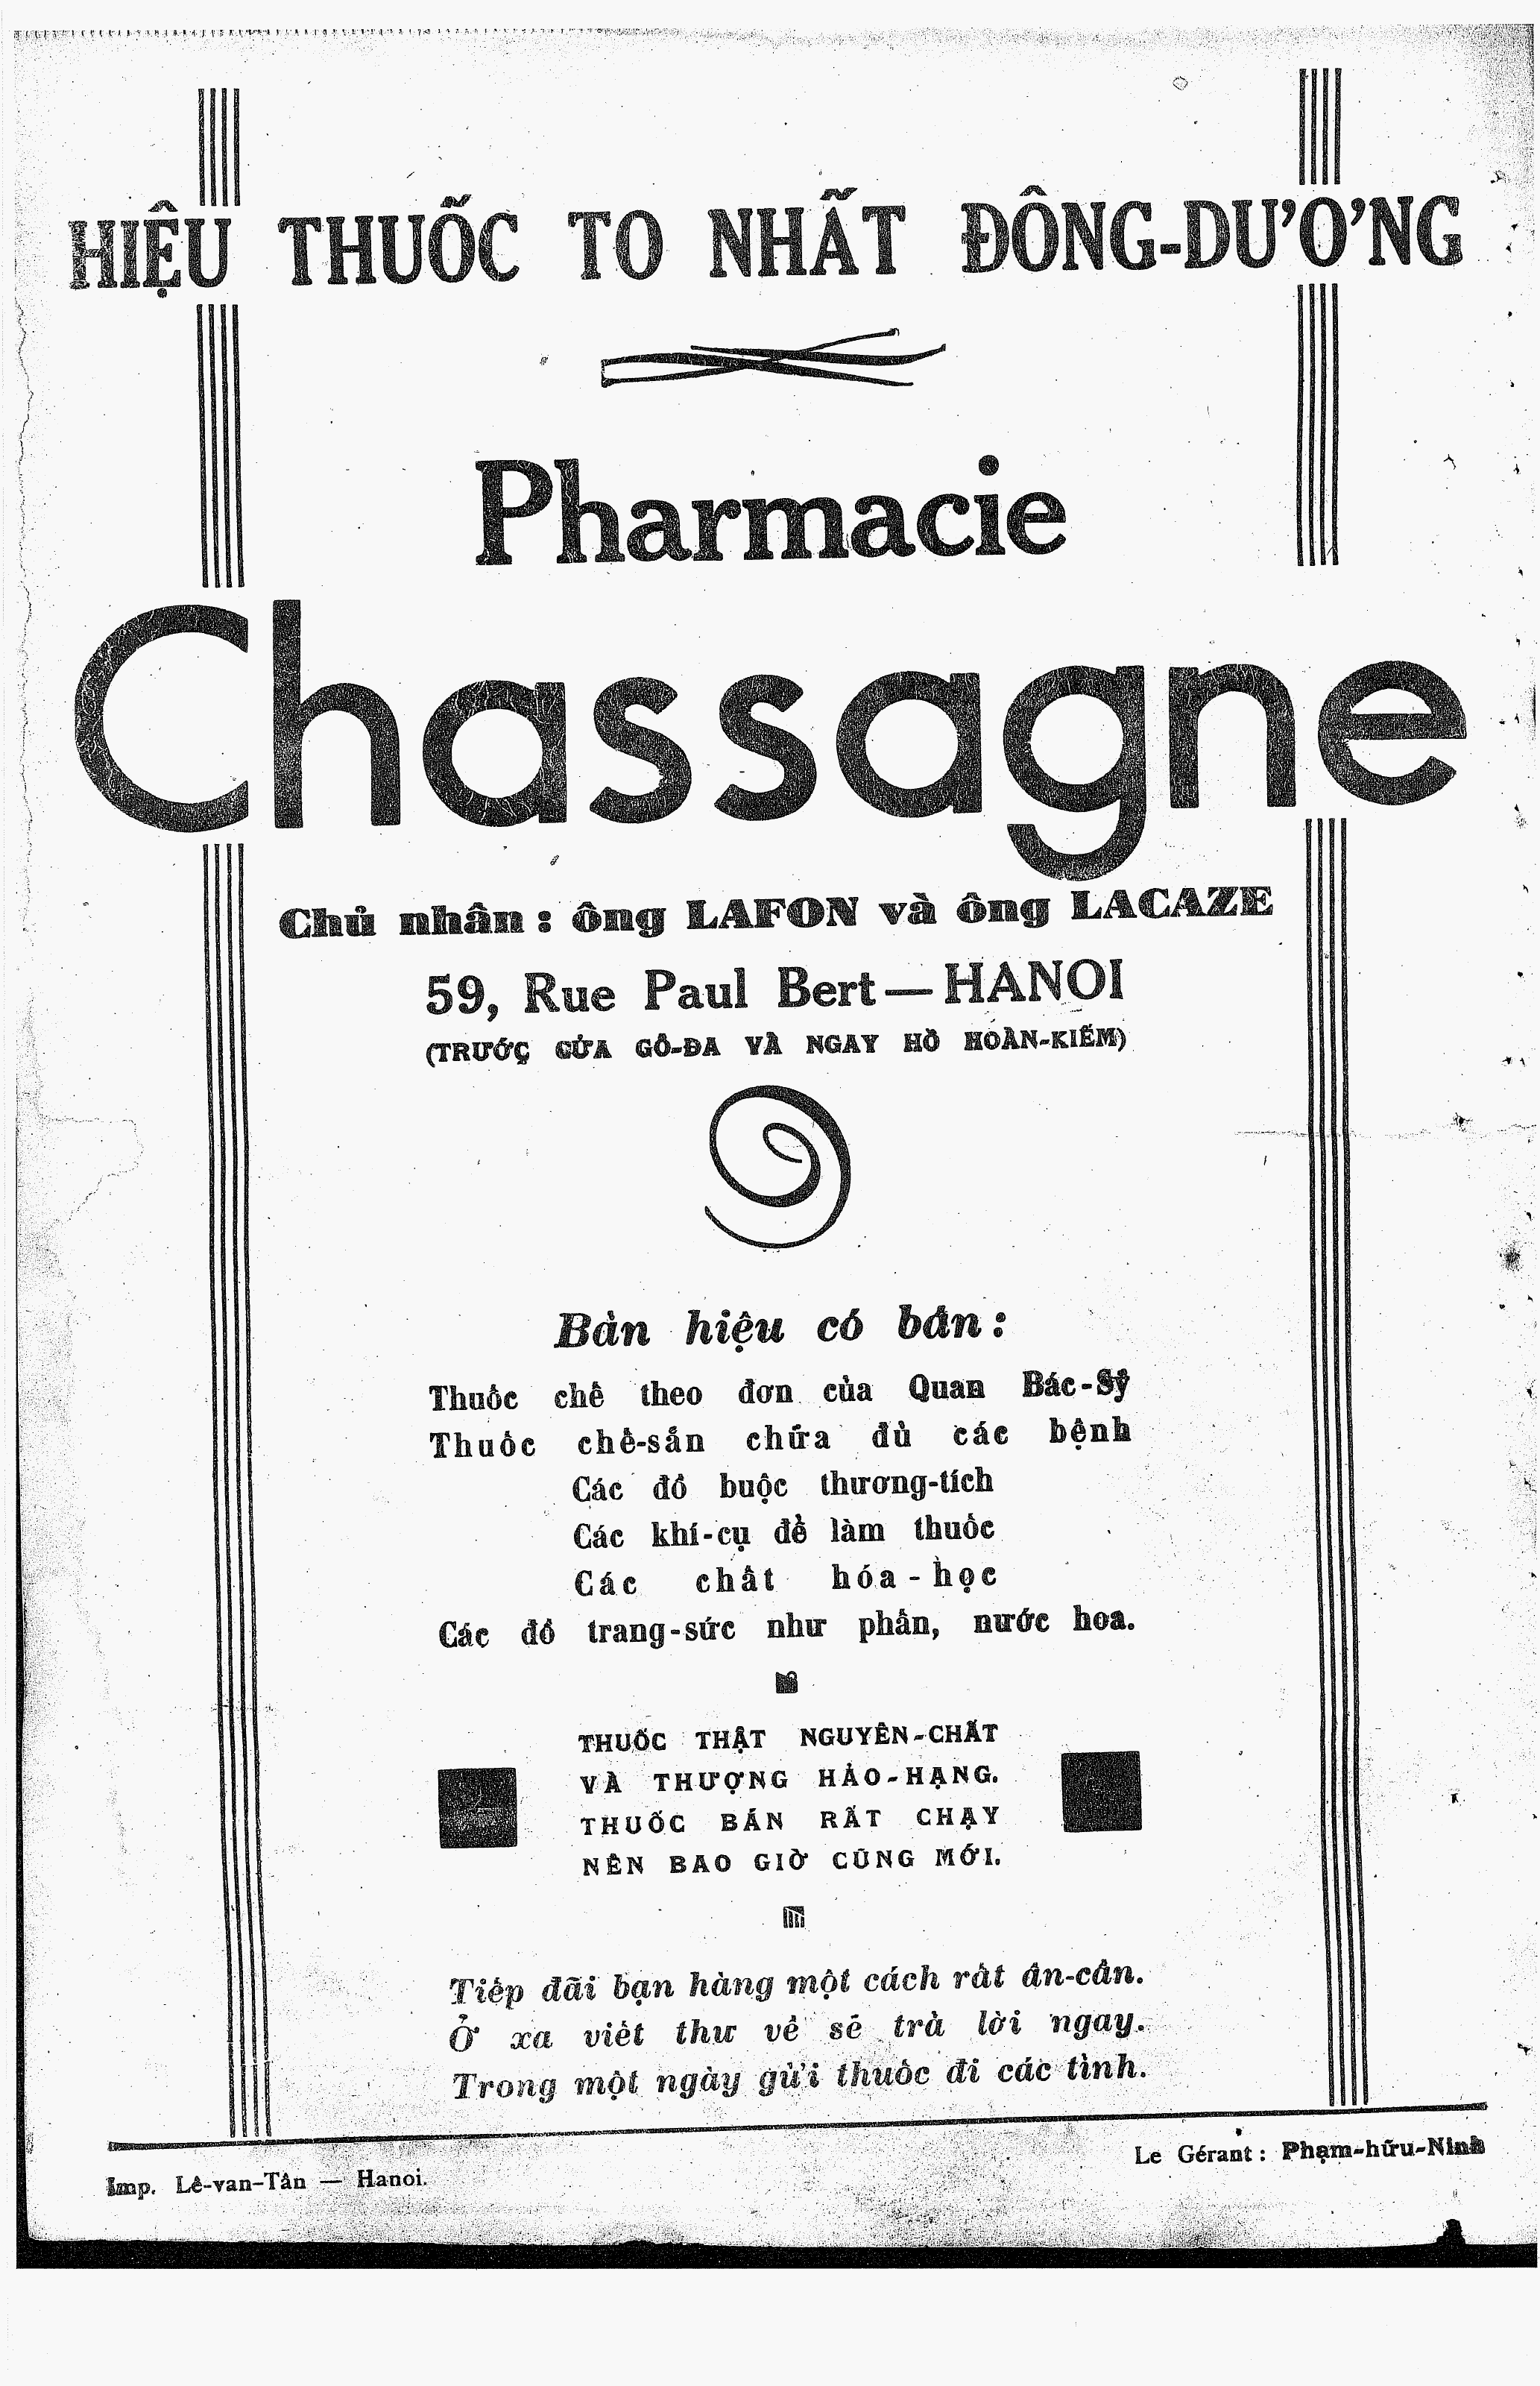 HIỆU THUỐC TO NHẤT ĐÔNG-DƯƠNG
Pharmacie
Chassagne
Chủ nhân : ông LAFON và ông LACAZE
59, Rue Paul Bert — HANOI
(TRƯỚC CỬA GÔ-ĐA VÀ NGAY HỒ HOÀN-KIẾM)
Bản hiệu có bán :
Thuốc chế theo đơn của Quan Bác-Sỹ
Thuốc chế-sẵn chữa đủ các bệnh
Các đồ buộc thương-tích
Các khí-cụ để làm thuốc
Các chất hóa-học
Các đồ trang-sức như phấn, nước hoa.
THUỐC THẬT NGUYÊN-CHẤT
VÀ THƯỢNG HẢO-HẠNG.
THUỐC BÁN RẤT CHẠY
NÊN BAO GIỜ CŨNG MỚI.
Tiếp đãi bạn hàng một cách rất ân-cần.
Ở xa viết thư về sẽ trả lời ngay.
Trong một ngày gửi thuốc đi các tỉnh.
Imp. Lê-van-Tân — Hanoi.
Le Gérant : Phạm-hữu-Ninh